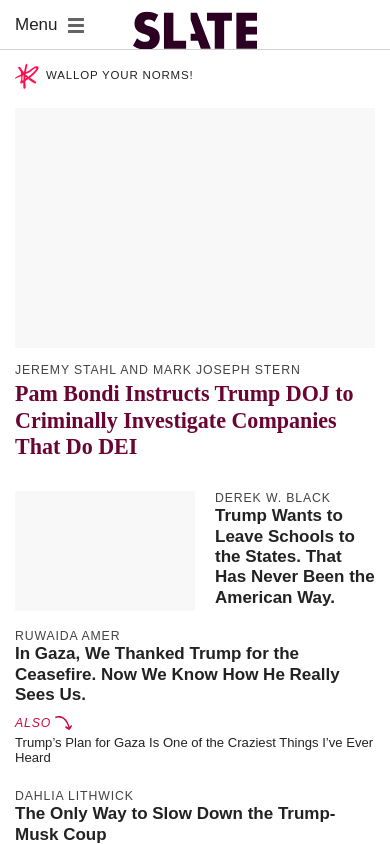 Menu
SLATE
WALLOP YOUR NORMS!
JEREMY STAHL AND MARK JOSEPH STERN
Pam Bondi Instructs Trump DOJ to
Criminally Investigate Companies
That Do DEI
DEREK W. BLACK
Trump Wants to
Leave Schools to
the States. That
Has Never Been the
American Way.
RUWAIDA AMER
In Gaza, We Thanked Trump for the
Ceasefire. Now We Know How He Really
Sees Us.
ALSO
Trump’s Plan for Gaza Is One of the Craziest Things I’ve Ever
Heard
DAHLIA LITHWICK
The Only Way to Slow Down the Trump-
Musk Coup